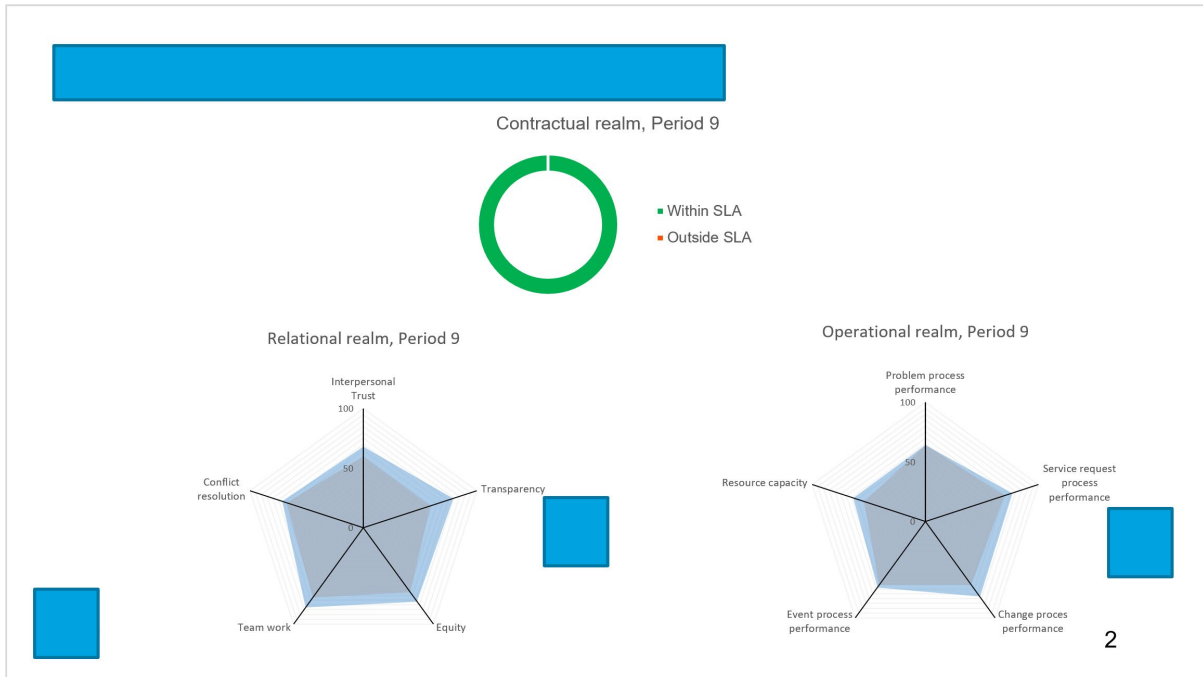 Contractual realm, Period 9
Within SLA
Outside SLA
Relational realm, Period 9
Interpersonal
Trust
100
50
0
Transparency
Equity
Team work
Conflict
resolution
Operational realm, Period 9
Problem process
performance
100
50
0
Service request
process
performance
Change proces
performance
Event process
performance
Resource capacity
2